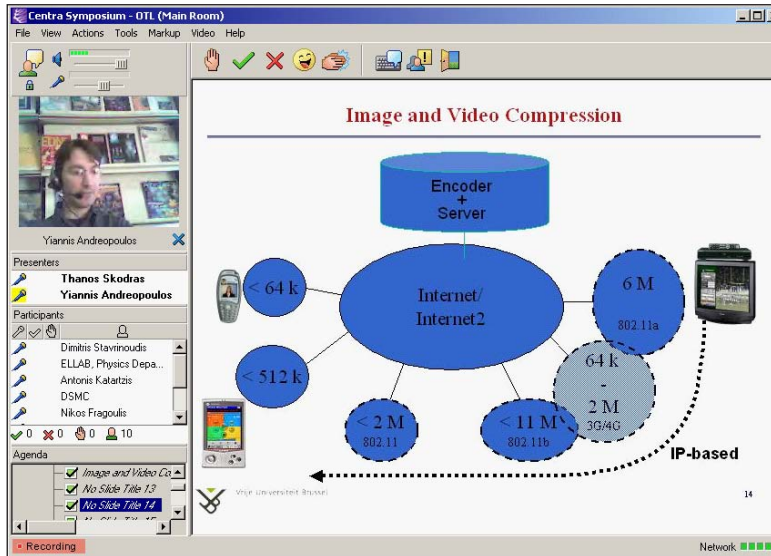 Centra Symposium - OTL (Main Room)
File View Actions Tools Markup Video Help
Yiannis Andreopoulos
Presenters
Thanos Skodras
Yiannis Andreopoulos
Participants
Dimitris Stavrinoudis
ELLAB, Physics Depa...
Antonis Katartzis
DSMC
Nikos Fragoulis
0 0 0 10
Agenda
Image and Video Co
No Slide Title 13
No Slide Title 14
No Slide Title 15
Recording
Image and Video Compression
Encoder
+
Server
Internet/
Internet2
< 64 k
< 512 k
< 2 M
802.11
< 11 M
802.11b
64 k
-
2 M
3G/4G
6 M
802.11a
IP-based
Vrije Universiteit Brussel
14
Network